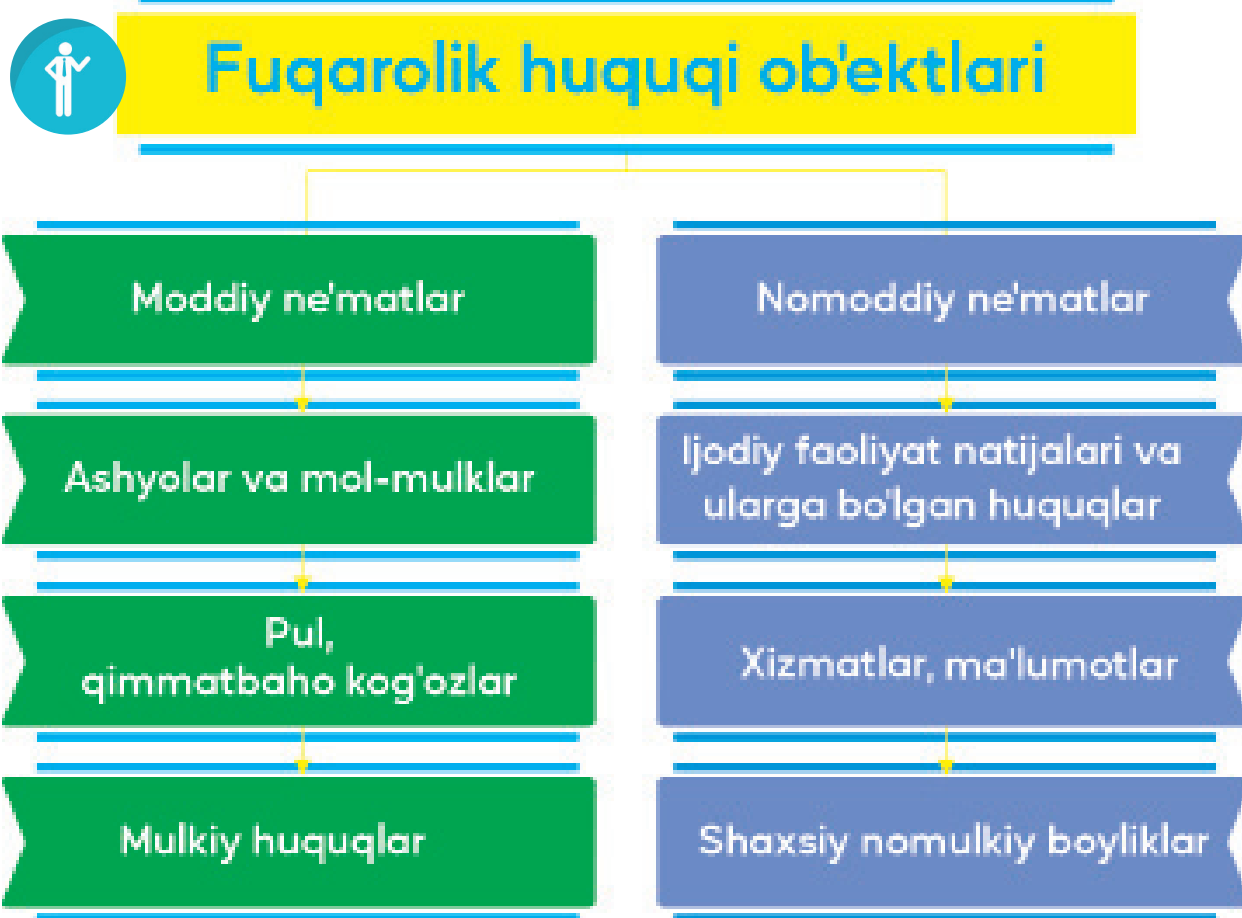 Fuqarolik huquqi ob'ektlari
Moddiy ne'matlar
Nomoddiy ne'matlar
Ashyolar va mol-mulklar
Ijodiy faoliyat natijalari va
ularga bo'lgan huquqlar
Pul,
qimmatbaho kog'ozlar
Xizmatlar, ma'lumotlar
Mulkiy huquqlar
Shaxsiy nomulkiy boyliklar